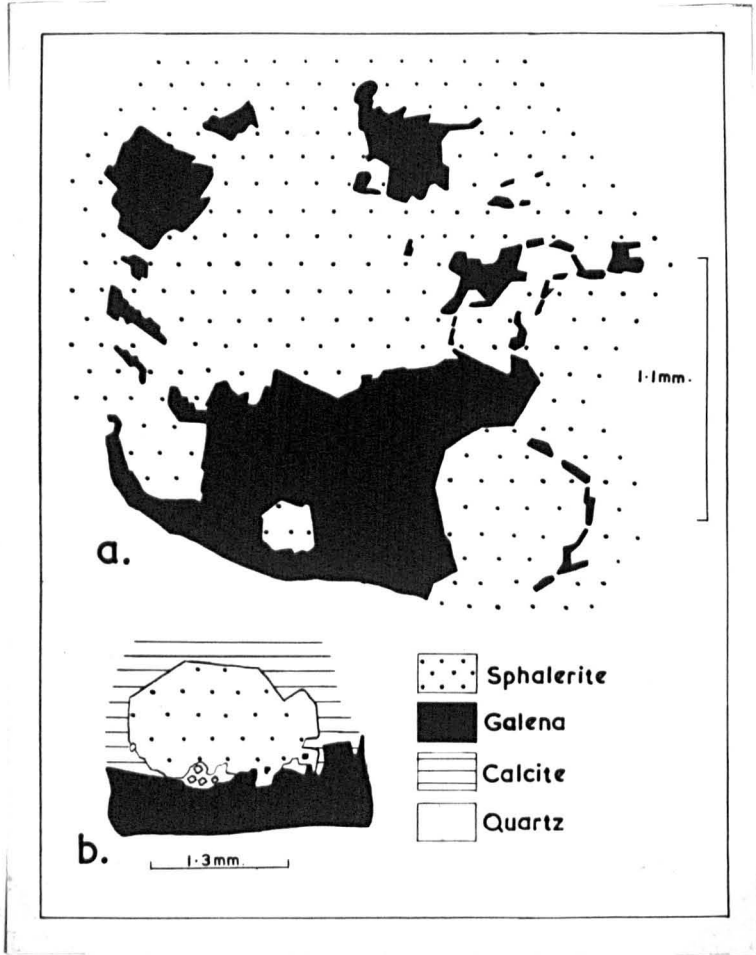 1·1mm.
a.
Sphalerite
Galena
Calcite
Quartz
b.
1·3mm.